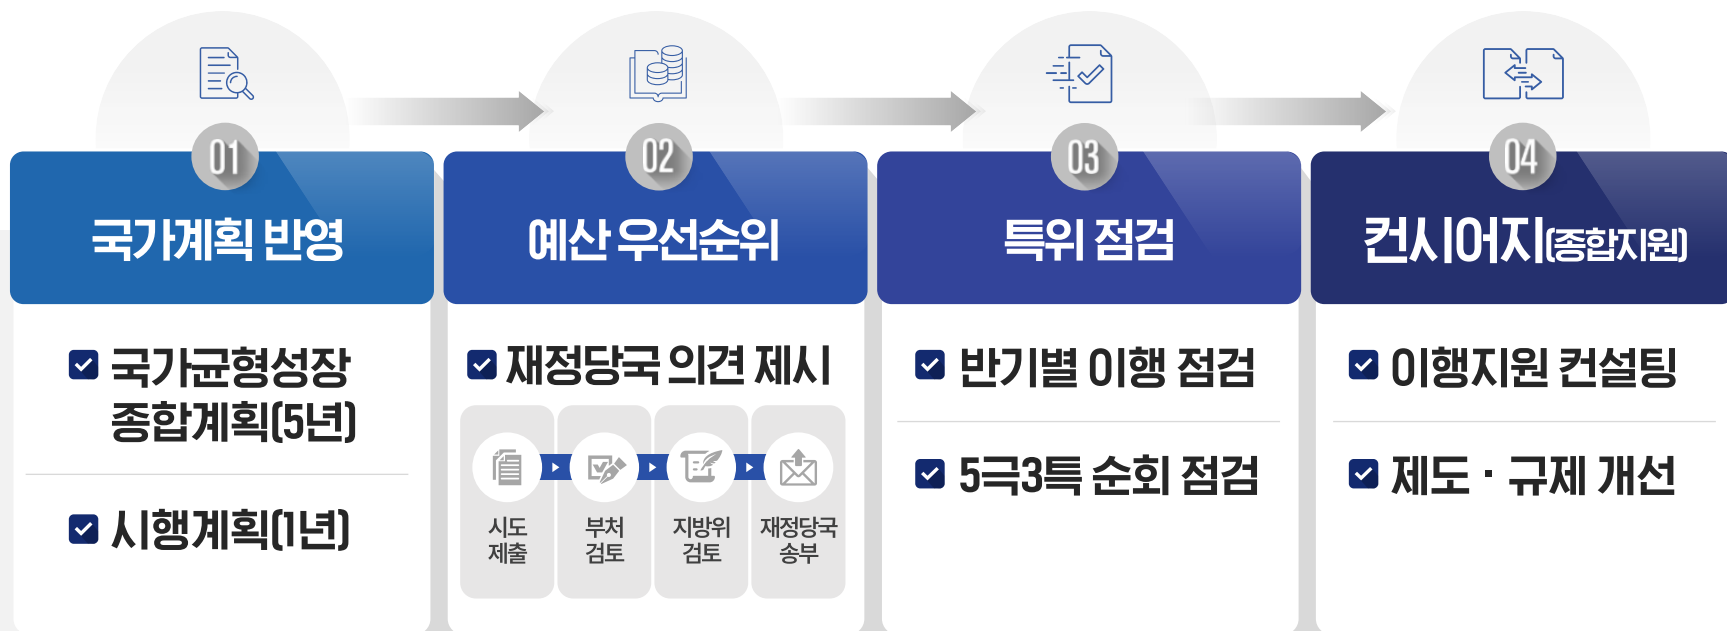 01
국가계획 반영
국가균형성장
종합계획(5년)
시행계획(1년)
02
예산 우선순위
재정당국 의견 제시
시도
제출
부처
검토
지방위
검토
재정당국
송부
03
특위 점검
반기별 이행 점검
5극3특 순회 점검
04
컨시어지(종합지원)
이행지원 컨설팅
제도 · 규제 개선